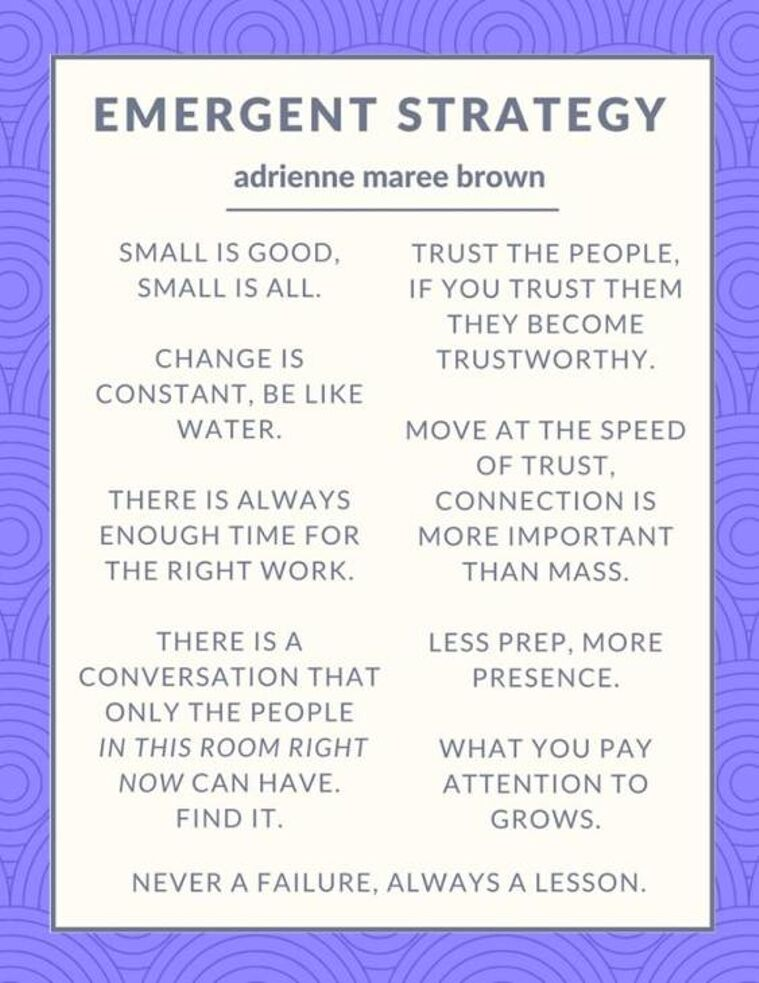 EMERGENT STRATEGY
adrienne maree brown
SMALL IS GOOD,
SMALL IS ALL.
CHANGE IS
CONSTANT, BE LIKE
WATER.
THERE IS ALWAYS
ENOUGH TIME FOR
THE RIGHT WORK.
THERE IS A
CONVERSATION THAT
ONLY THE PEOPLE
IN THIS ROOM RIGHT
NOW CAN HAVE.
FIND IT.
TRUST THE PEOPLE,
IF YOU TRUST THEM
THEY BECOME
TRUSTWORTHY.
MOVE AT THE SPEED
OF TRUST,
CONNECTION IS
MORE IMPORTANT
THAN MASS.
LESS PREP, MORE
PRESENCE.
WHAT YOU PAY
ATTENTION TO
GROWS.
NEVER A FAILURE, ALWAYS A LESSON.